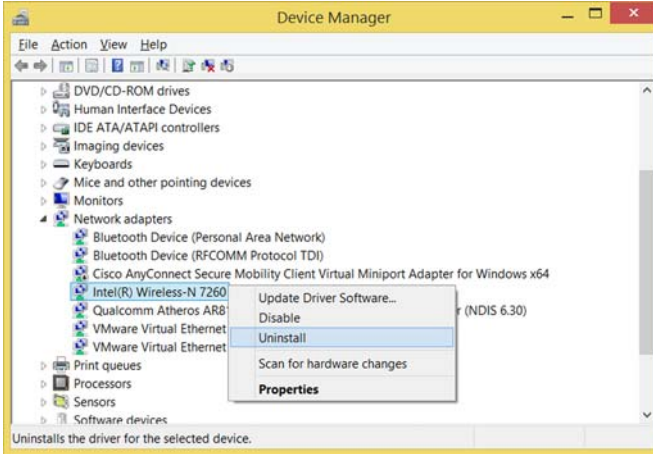 Device Manager
File Action View Help
DVD/CD-ROM drives
Human Interface Devices
IDE ATA/ATAPI controllers
Imaging devices
Keyboards
Mice and other pointing devices
Monitors
Network adapters
Bluetooth Device (Personal Area Network)
Bluetooth Device (RFCOMM Protocol TDI)
Cisco AnyConnect Secure Mobility Client Virtual Miniport Adapter for Windows x64
Intel(R) Wireless-N 7260
Qualcomm Atheros AR81 r (NDIS 6.30)
VMware Virtual Ethernet
VMware Virtual Ethernet
Print queues
Processors
Sensors
Software devices
Update Driver Software...
Disable
Uninstall
Scan for hardware changes
Properties
Uninstalls the driver for the selected device.